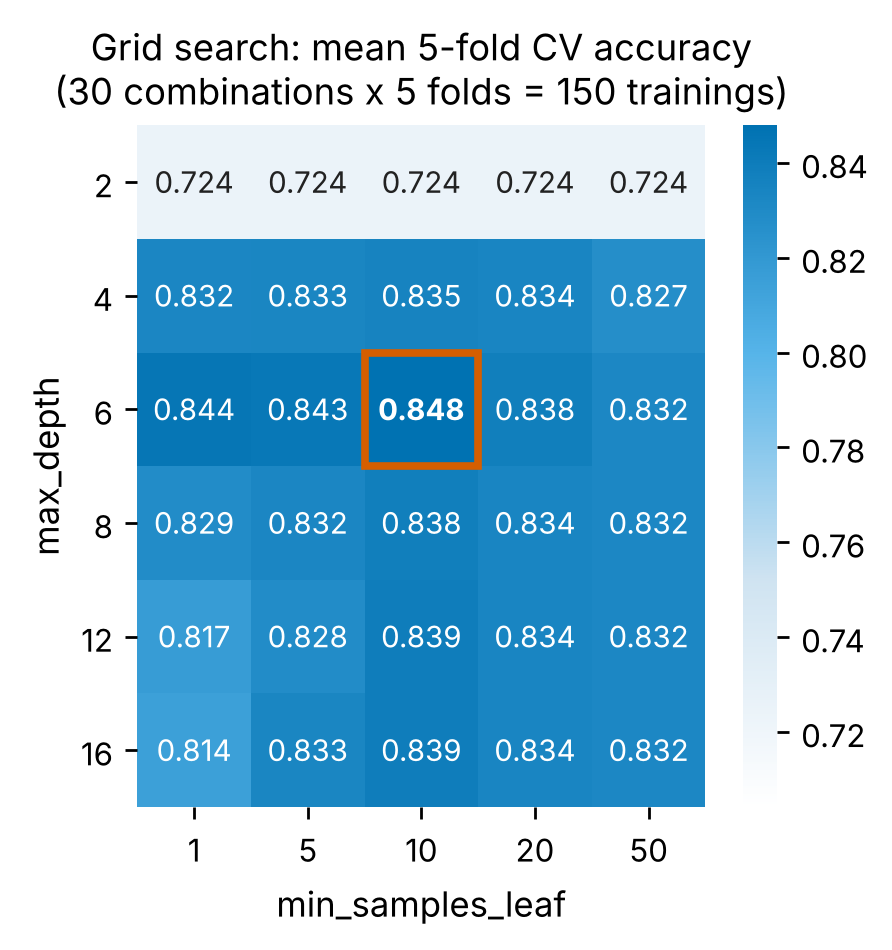 Grid search: mean 5-fold CV accuracy
(30 combinations x 5 folds = 150 trainings)
max_depth
2 0.724 0.724 0.724 0.724 0.724
4 0.832 0.833 0.835 0.834 0.827
6 0.844 0.843 0.848 0.838 0.832
8 0.829 0.832 0.838 0.834 0.832
12 0.817 0.828 0.839 0.834 0.832
16 0.814 0.833 0.839 0.834 0.832
1 5 10 20 50
min_samples_leaf
0.84
0.82
0.80
0.78
0.76
0.74
0.72